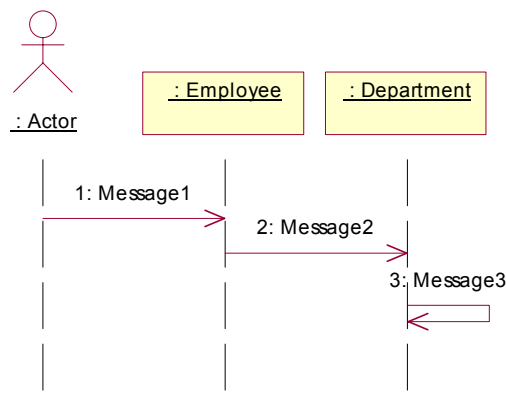 : Employee
: Department
: Actor
1: Message1
2: Message2
3: Message3